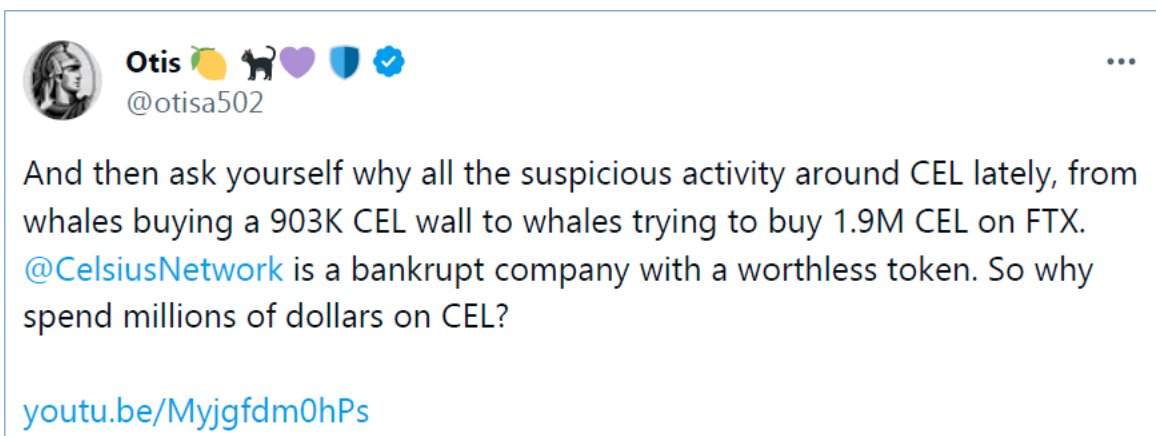 Otis 🍋 🐈‍⬛💜 🛡️
@otisa502
And then ask yourself why all the suspicious activity around CEL lately, from
whales buying a 903K CEL wall to whales trying to buy 1.9M CEL on FTX.
@CelsiusNetwork is a bankrupt company with a worthless token. So why
spend millions of dollars on CEL?
youtu.be/Myjgfdm0hPs